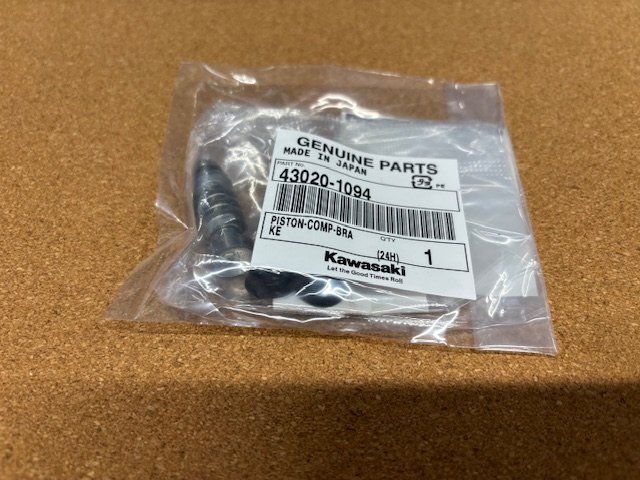 GENUINE PARTS
MADE IN JAPAN
PART NO.
43020-1094
PE
PISTON-COMP-BRA
KE
QTY
(24H)
1
Kawasaki
Let the Good Times Roll